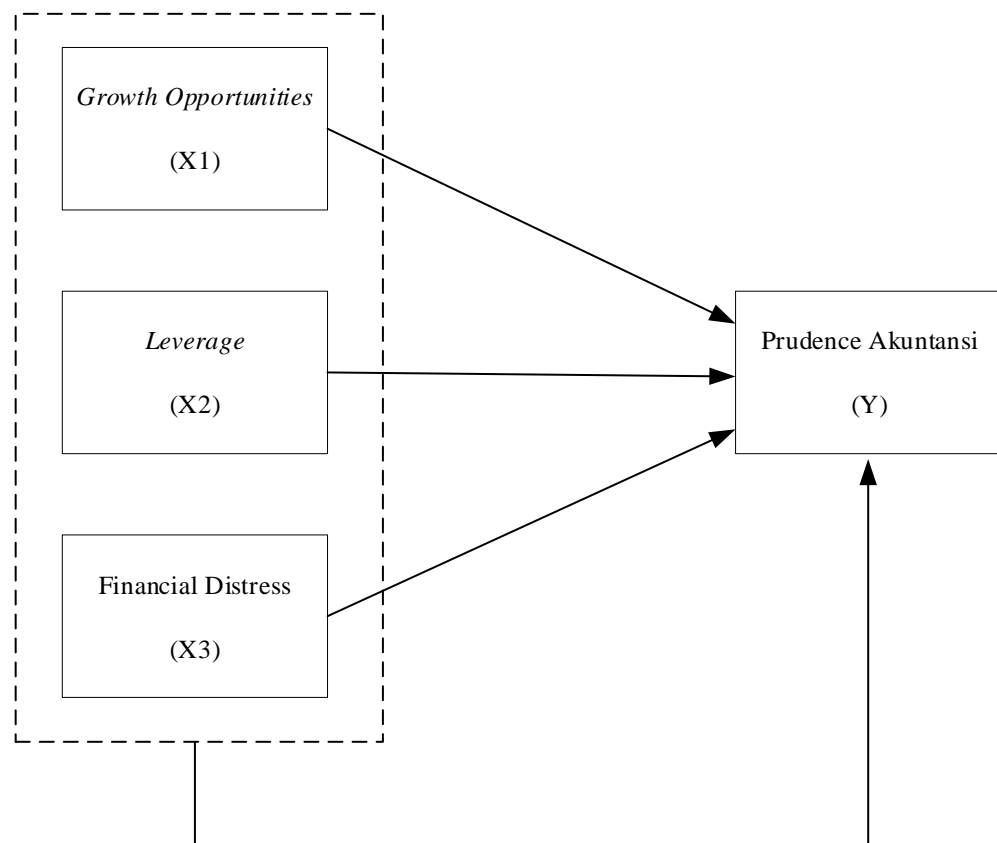 Growth Opportunities
(X1)
Leverage
(X2)
Prudence Akuntansi
(Y)
Financial Distress
(X3)